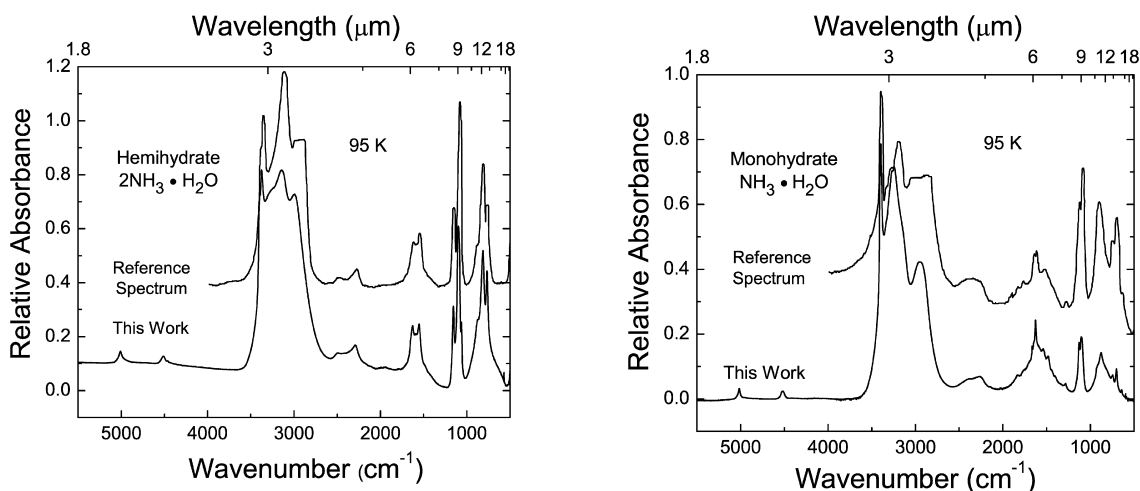 Wavelength (μm)
1.8 3 6 9 12 18
1.2
1.0
0.8
0.6
0.4
0.2
0.0
Relative Absorbance
Hemihydrate
2NH3 • H2O
95 K
Reference
Spectrum
This Work
5000 4000 3000 2000 1000
Wavenumber (cm-1)
Wavelength (μm)
1.8 3 6 9 12 18
1.0
0.8
0.6
0.4
0.2
0.0
Relative Absorbance
Monohydrate
NH3 • H2O
95 K
Reference
Spectrum
This Work
5000 4000 3000 2000 1000
Wavenumber (cm-1)